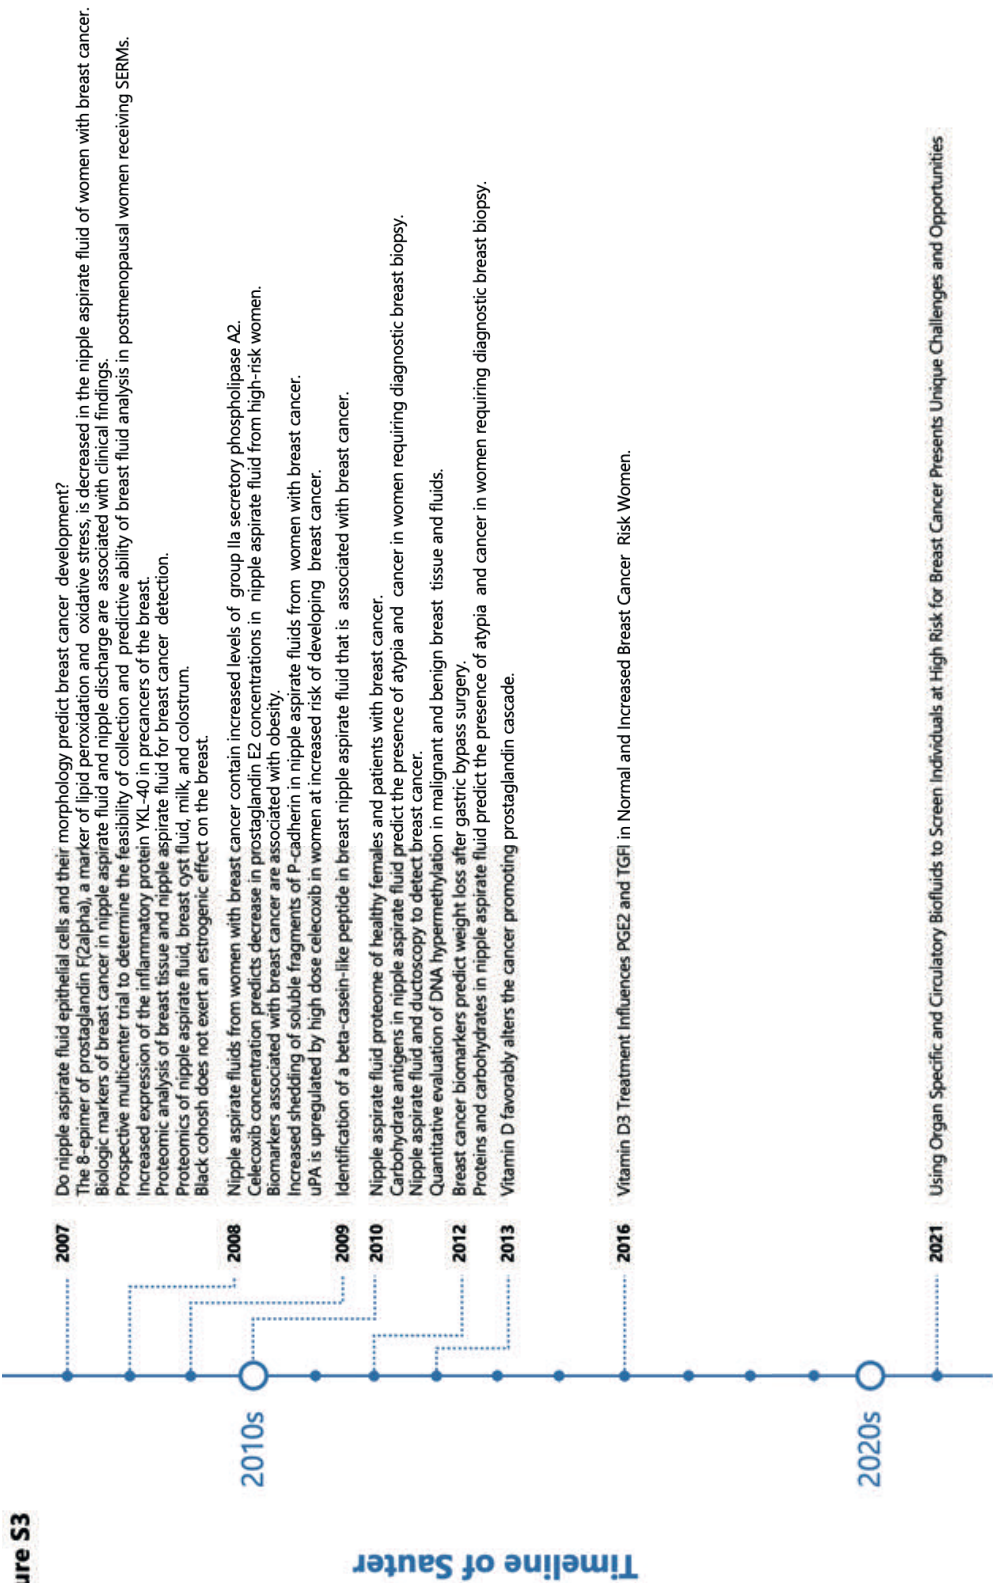 ure S3
Timeline of Sauter
2010s
2020s
2007
Do nipple aspirate fluid epithelial cells and their morphology predict breast cancer development?
The 8-epimer of prostaglandin F(2alpha), a marker of lipid peroxidation and oxidative stress, is decreased in the nipple aspirate fluid of women with breast cancer.
Biologic markers of breast cancer in nipple aspirate fluid and nipple discharge are associated with clinical findings.
Prospective multicenter trial to determine the feasibility of collection and predictive ability of breast fluid analysis in postmenopausal women receiving SERMs.
Increased expression of the inflammatory protein YKL-40 in precancers of the breast.
Proteomic analysis of breast tissue and nipple aspirate fluid for breast cancer detection.
Proteomics of nipple aspirate fluid, breast cyst fluid, milk, and colostrum.
Black cohosh does not exert an estrogenic effect on the breast.
2008
Nipple aspirate fluids from women with breast cancer contain increased levels of group IIa secretory phospholipase A2.
Celecoxib concentration predicts decrease in prostaglandin E2 concentrations in nipple aspirate fluid from high-risk women.
Biomarkers associated with breast cancer are associated with obesity.
Increased shedding of soluble fragments of P-cadherin in nipple aspirate fluids from women with breast cancer.
uPA is upregulated by high dose celecoxib in women at increased risk of developing breast cancer.
2009
Identification of a beta-casein-like peptide in breast nipple aspirate fluid that is associated with breast cancer.
2010
Nipple aspirate fluid proteome of healthy females and patients with breast cancer.
Carbohydrate antigens in nipple aspirate fluid predict the presence of atypia and cancer in women requiring diagnostic breast biopsy.
Nipple aspirate fluid and ductoscopy to detect breast cancer.
Quantitative evaluation of DNA hypermethylation in malignant and benign breast tissue and fluids.
2012
Breast cancer biomarkers predict weight loss after gastric bypass surgery.
Proteins and carbohydrates in nipple aspirate fluid predict the presence of atypia and cancer in women requiring diagnostic breast biopsy.
2013
Vitamin D favorably alters the cancer promoting prostaglandin cascade.
2016
Vitamin D3 Treatment Influences PGE2 and TGFl in Normal and Increased Breast Cancer Risk Women.
2021
Using Organ Specific and Circulatory Biofluids to Screen Individuals at High Risk for Breast Cancer Presents Unique Challenges and Opportunities